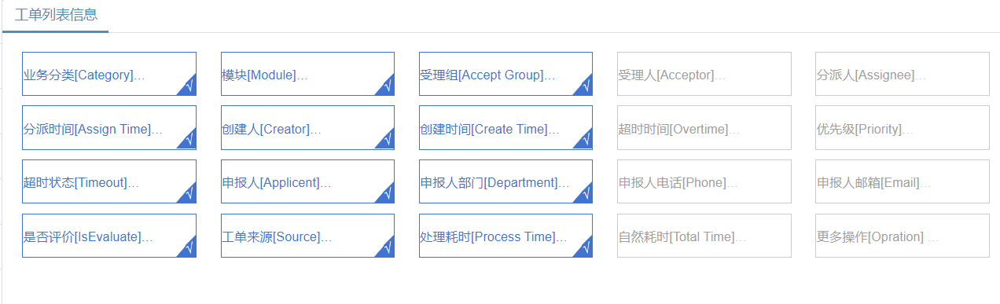 工单列表信息
业务分类[Category]...
模块[Module]...
受理组[Accept Group]...
受理人[Acceptor]...
分派人[Assignee]...
分派时间[Assign Time]...
创建人[Creator]...
创建时间[Create Time]...
超时时间[Overtime]...
优先级[Priority]...
超时状态[Timeout]...
申报人[Applicent]...
申报人部门[Department]...
申报人电话[Phone]...
申报人邮箱[Email]...
是否评价[IsEvaluate]...
工单来源[Source]...
处理耗时[Process Time]...
自然耗时[Total Time]...
更多操作[Opration] ...